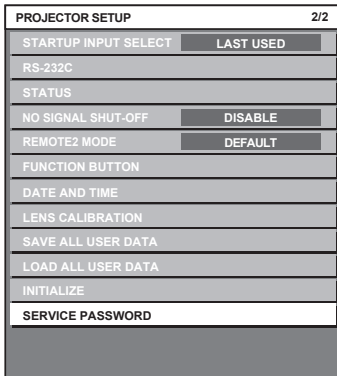 PROJECTOR SETUP 2/2
STARTUP INPUT SELECT LAST USED
RS-232C
STATUS
NO SIGNAL SHUT-OFF DISABLE
REMOTE2 MODE DEFAULT
FUNCTION BUTTON
DATE AND TIME
LENS CALIBRATION
SAVE ALL USER DATA
LOAD ALL USER DATA
INITIALIZE
SERVICE PASSWORD